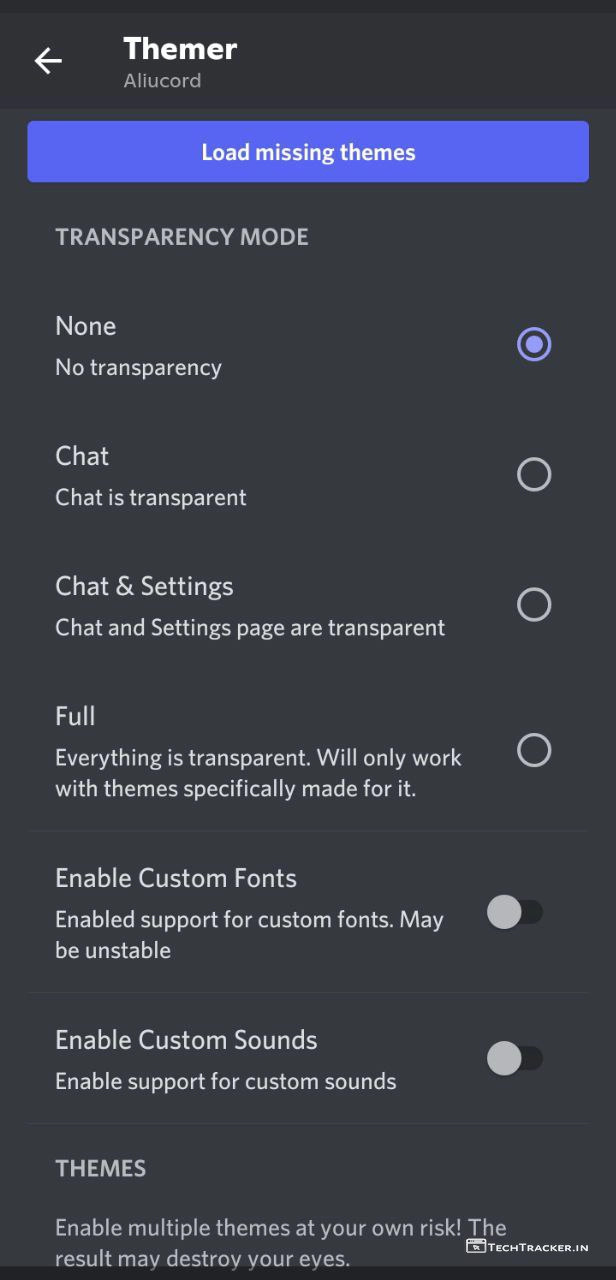 Themer
Aliucord
Load missing themes
TRANSPARENCY MODE
None
No transparency
Chat
Chat is transparent
Chat & Settings
Chat and Settings page are transparent
Full
Everything is transparent. Will only work
with themes specifically made for it.
Enable Custom Fonts
Enabled support for custom fonts. May
be unstable
Enable Custom Sounds
Enable support for custom sounds
THEMES
Enable multiple themes at your own risk! The
result may destroy your eyes.
TECHTRACKER.IN